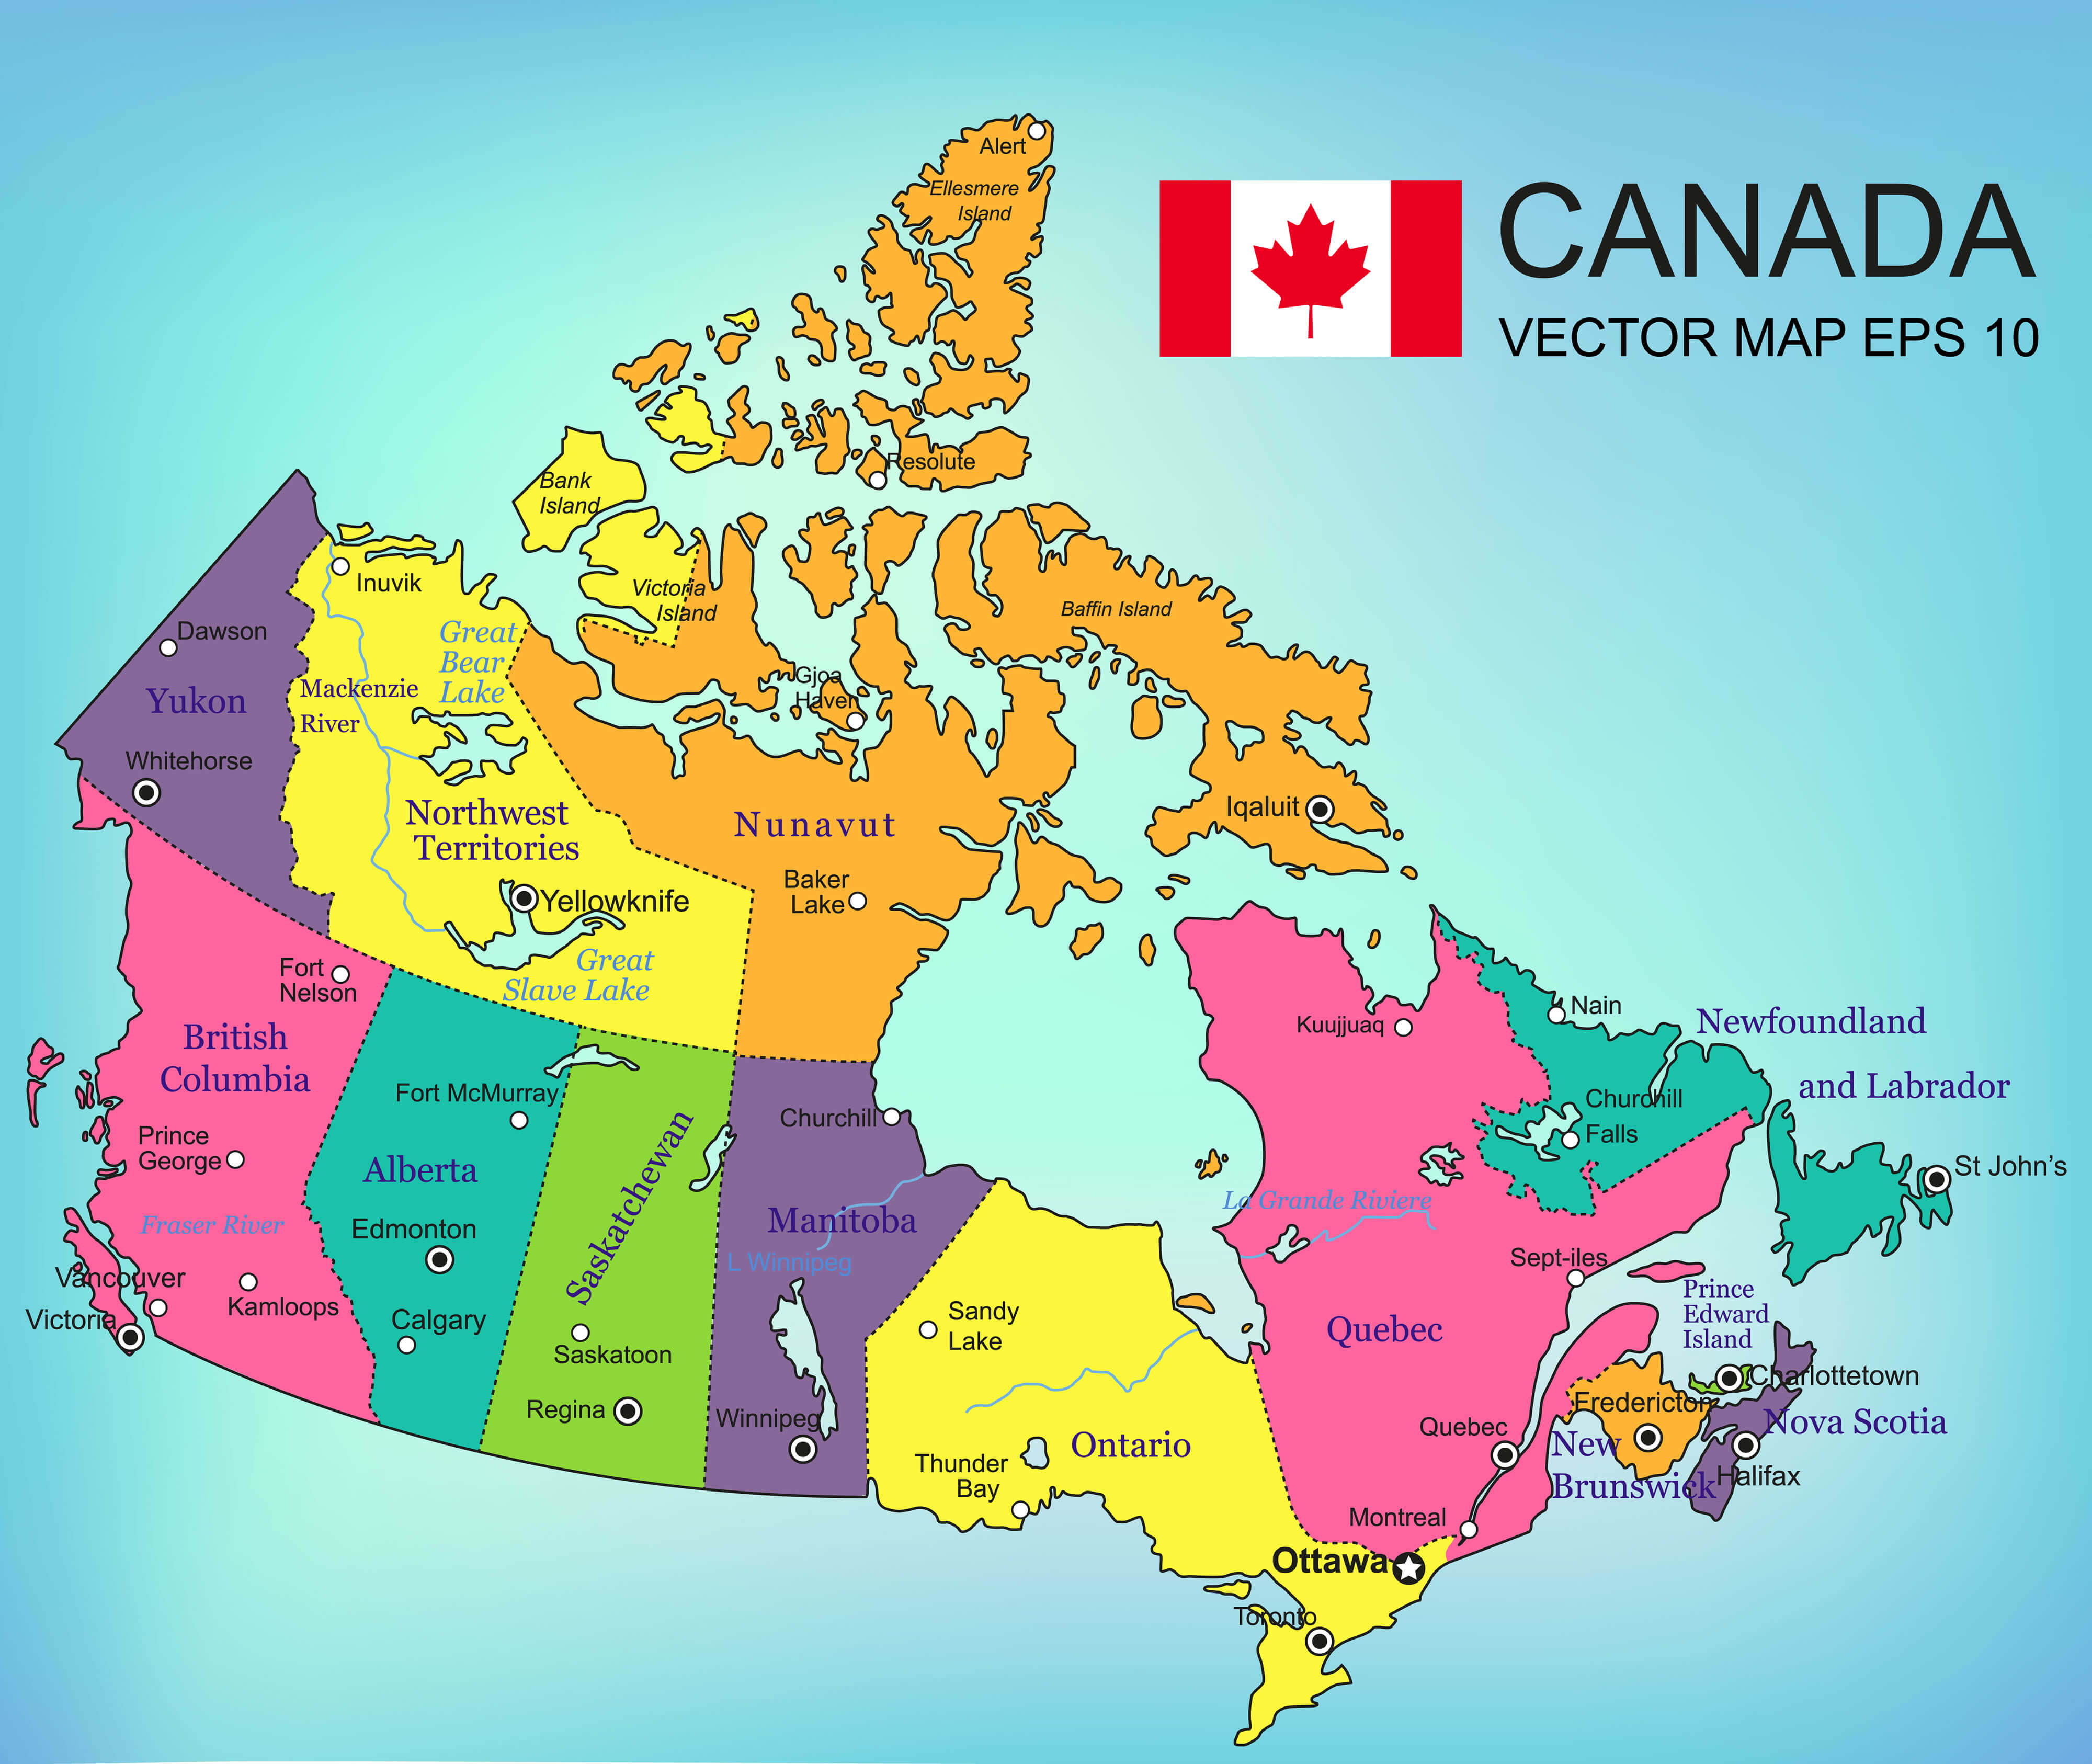 CANADA
VECTOR MAP EPS 10
Alert
Ellesmere
Island
Resolute
Bank
Island
Victoria
Island
Baffin Island
Inuvik
Great
Bear
Lake
Dawson
Yukon
Mackenzie
River
Whitehorse
Gjoa
Haven
Northwest
Territories
Nunavut
Iqaluit
Yellowknife
Baker
Lake
Great
Slave Lake
Fort
Nelson
British
Columbia
Kuujjuaq
Nain
Newfoundland
and Labrador
Fort McMurray
Churchill
Churchill
Falls
Prince
George
Alberta
Saskatchewan
St John's
La Grande Riviere
Fraser River
Edmonton
Manitoba
L Winnipeg
Sept-iles
Vancouver
Kamloops
Victoria
Calgary
Saskatoon
Sandy
Lake
Quebec
Prince
Edward
Island
Charlottetown
Regina
Winnipeg
Fredericton
Nova Scotia
Quebec
New
Brunswick
Halifax
Ontario
Thunder
Bay
Montreal
Ottawa
Toronto